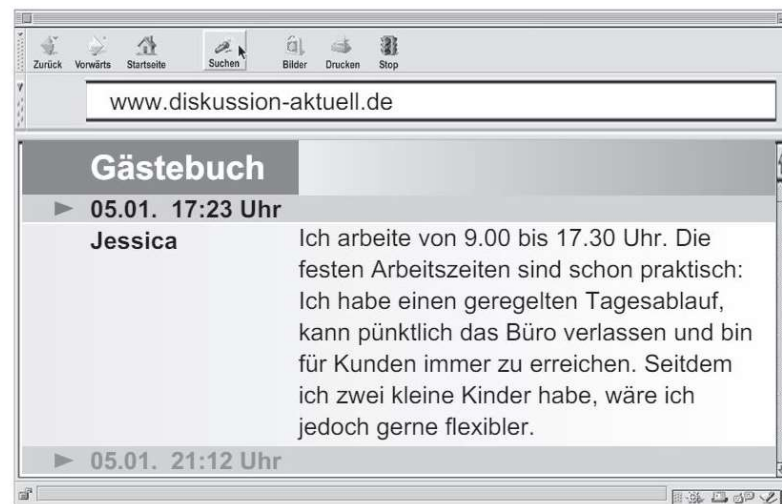 Zurück Vorwärts Startseite Suchen Bilder Drucken Stop
www.diskussion-aktuell.de
Gästebuch
05.01. 17:23 Uhr
Jessica
Ich arbeite von 9.00 bis 17.30 Uhr. Die
festen Arbeitszeiten sind schon praktisch:
Ich habe einen geregelten Tagesablauf,
kann pünktlich das Büro verlassen und bin
für Kunden immer zu erreichen. Seitdem
ich zwei kleine Kinder habe, wäre ich
jedoch gerne flexibler.
05.01. 21:12 Uhr